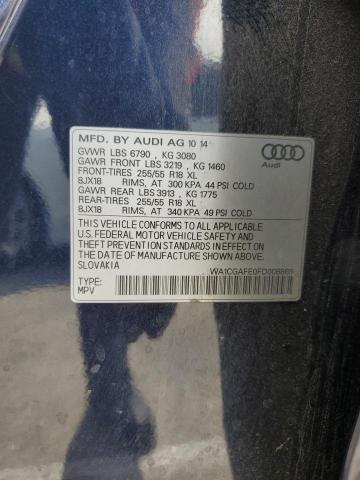 MFD. BY AUDI AG 10 14
GVWR LBS 6790 , KG 3080
GAWR FRONT LBS 3219 , KG 1460
FRONT-TIRES 255/55 R18 XL
8JX18 RIMS, AT 300 KPA 44 PSI COLD
GAWR REAR LBS 3913 , KG 1775
REAR-TIRES 255/55 R18 XL
8JX18 RIMS, AT 340 KPA 49 PSI COLD
Audi
THIS VEHICLE CONFORMS TO ALL APPLICABLE
U.S. FEDERAL MOTOR VEHICLE SAFETY AND
THEFT PREVENTION STANDARDS IN EFFECT ON
THE DATE OF MANUFACTURE SHOWN ABOVE.
SLOVAKIA
TYPE:
MPV